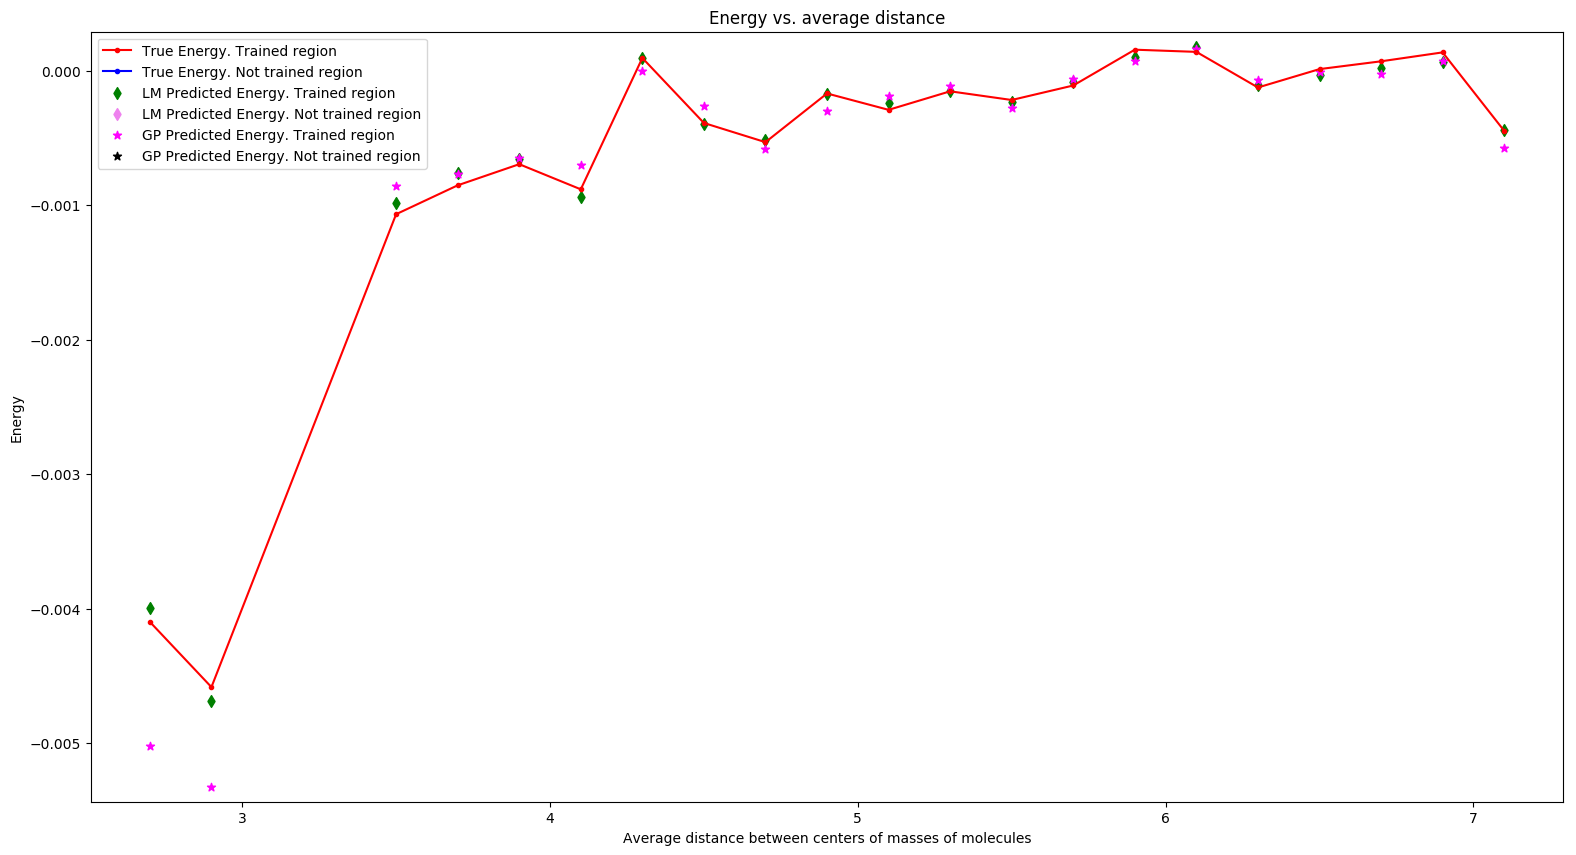 Energy vs. average distance
True Energy. Trained region
True Energy. Not trained region
LM Predicted Energy. Trained region
LM Predicted Energy. Not trained region
GP Predicted Energy. Trained region
GP Predicted Energy. Not trained region
0.000
−0.001
−0.002
−0.003
−0.004
−0.005
Energy
3 4 5 6 7
Average distance between centers of masses of molecules